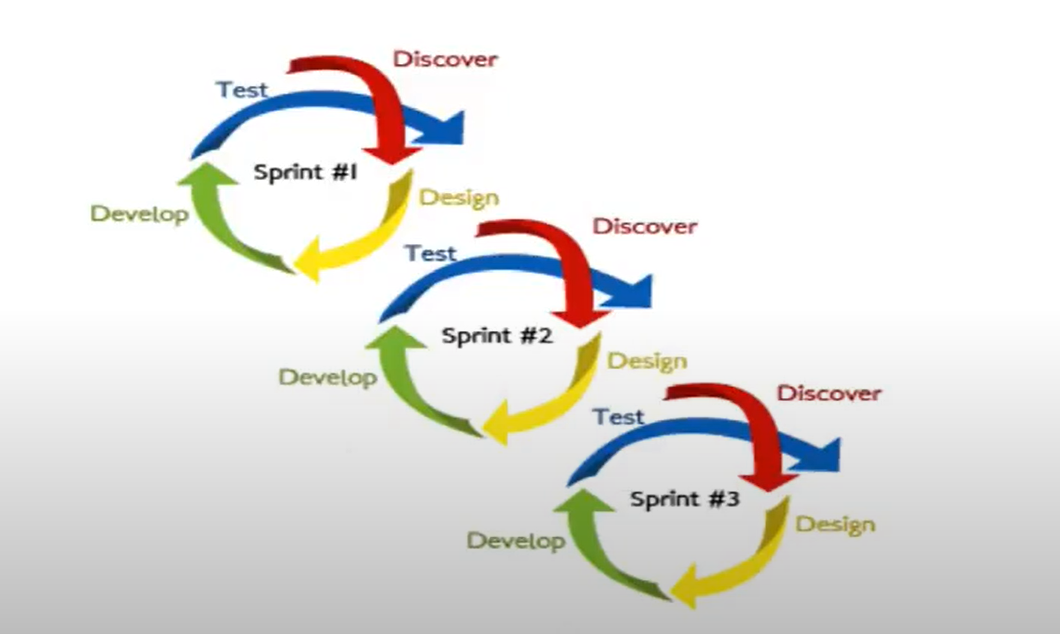 Discover
Test
Sprint #1
Design
Develop
Discover
Test
Sprint #2
Design
Develop
Discover
Test
Sprint #3
Design
Develop